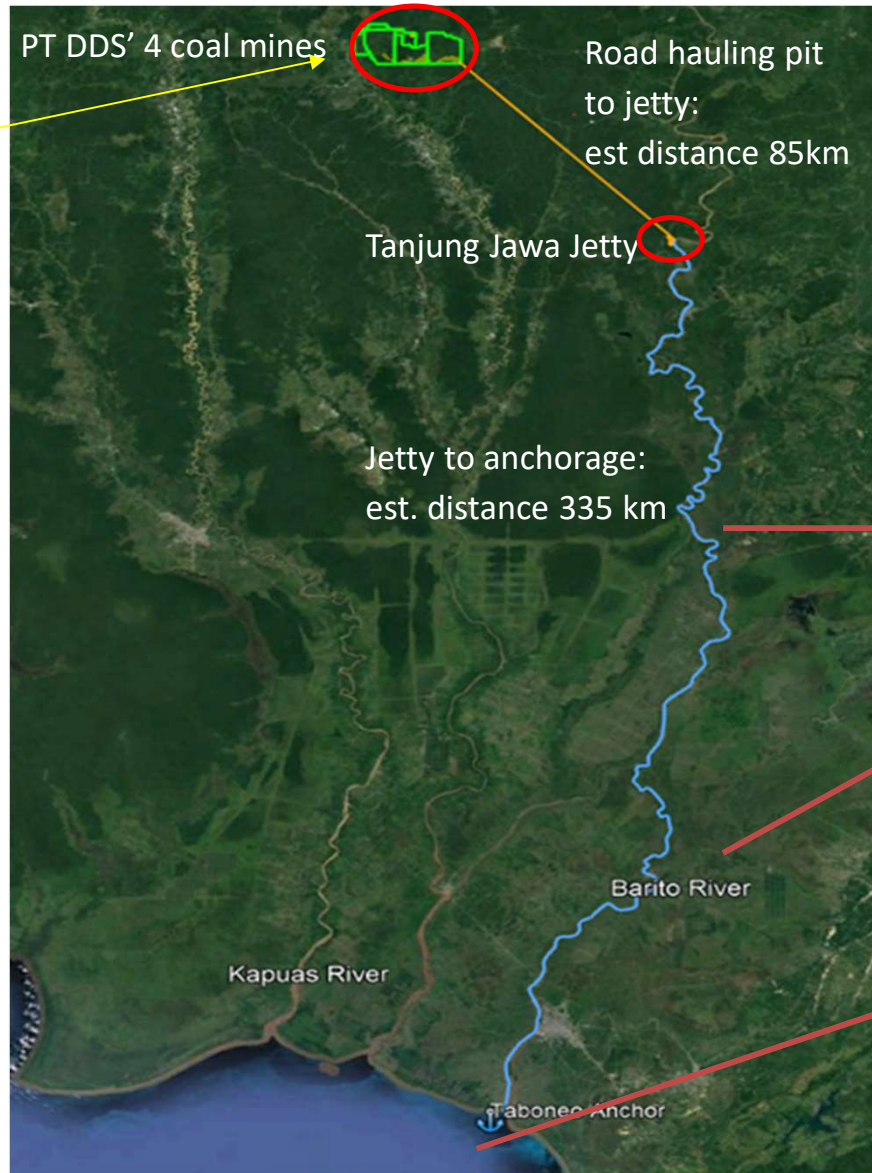 PT DDS' 4 coal mines
Road hauling pit
to jetty:
est distance 85km
Tanjung Jawa Jetty
Jetty to anchorage:
est. distance 335 km
Barito River
Kapuas River
Taboneo Anchor